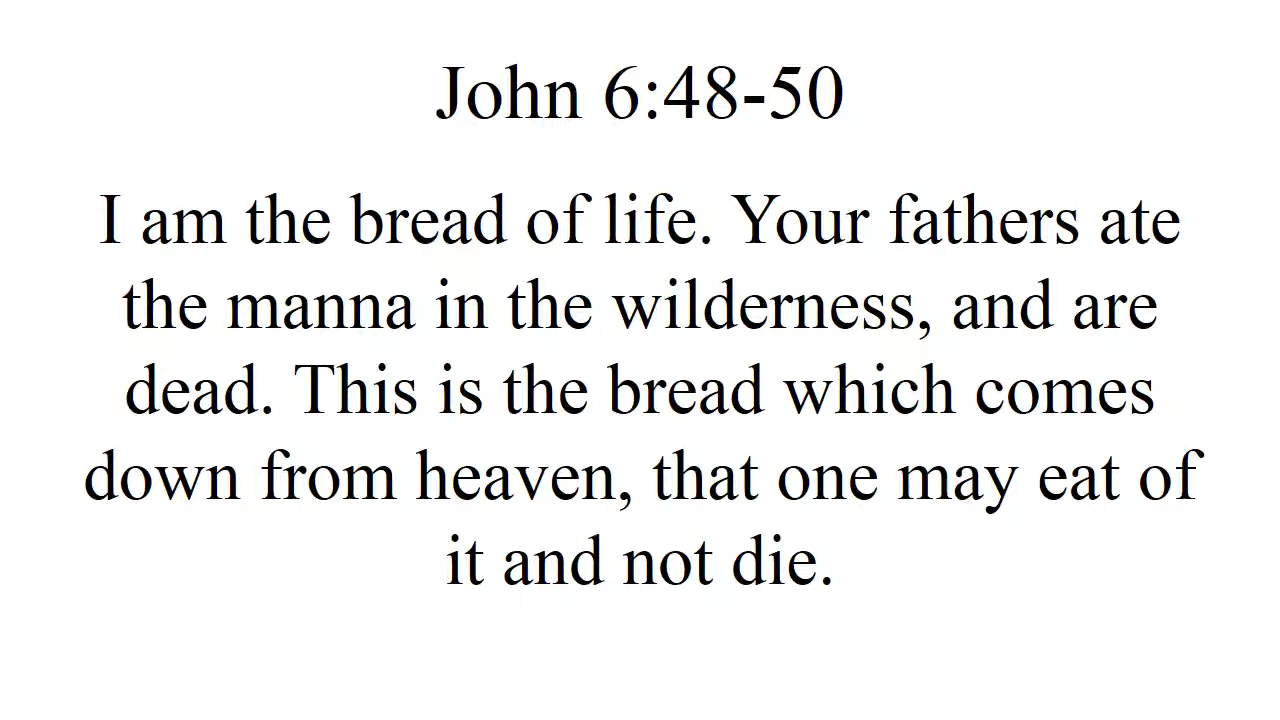 John 6:48-50
I am the bread of life. Your fathers ate
the manna in the wilderness, and are
dead. This is the bread which comes
down from heaven, that one may eat of
it and not die.